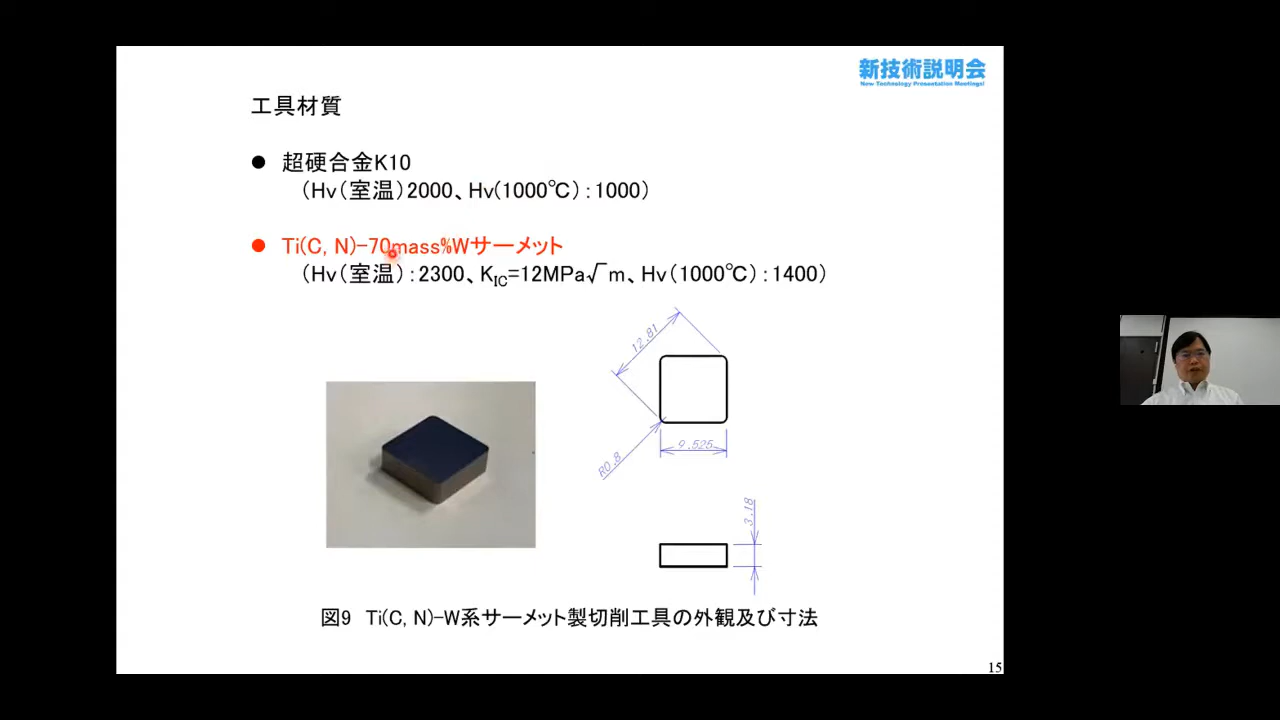 新技術説明会
New Technology Presentation Meetings!
工具材質
● 超硬合金K10
（Hv（室温）2000、Hv(1000℃）：1000）
● Ti(C, N)-70mass%Wサーメット
（Hv（室温）：2300、KIC=12MPa√m、Hv（1000℃）：1400）
12.81
R0.8
9.525
3.18
図9　Ti(C, N)-W系サーメット製切削工具の外観及び寸法
15